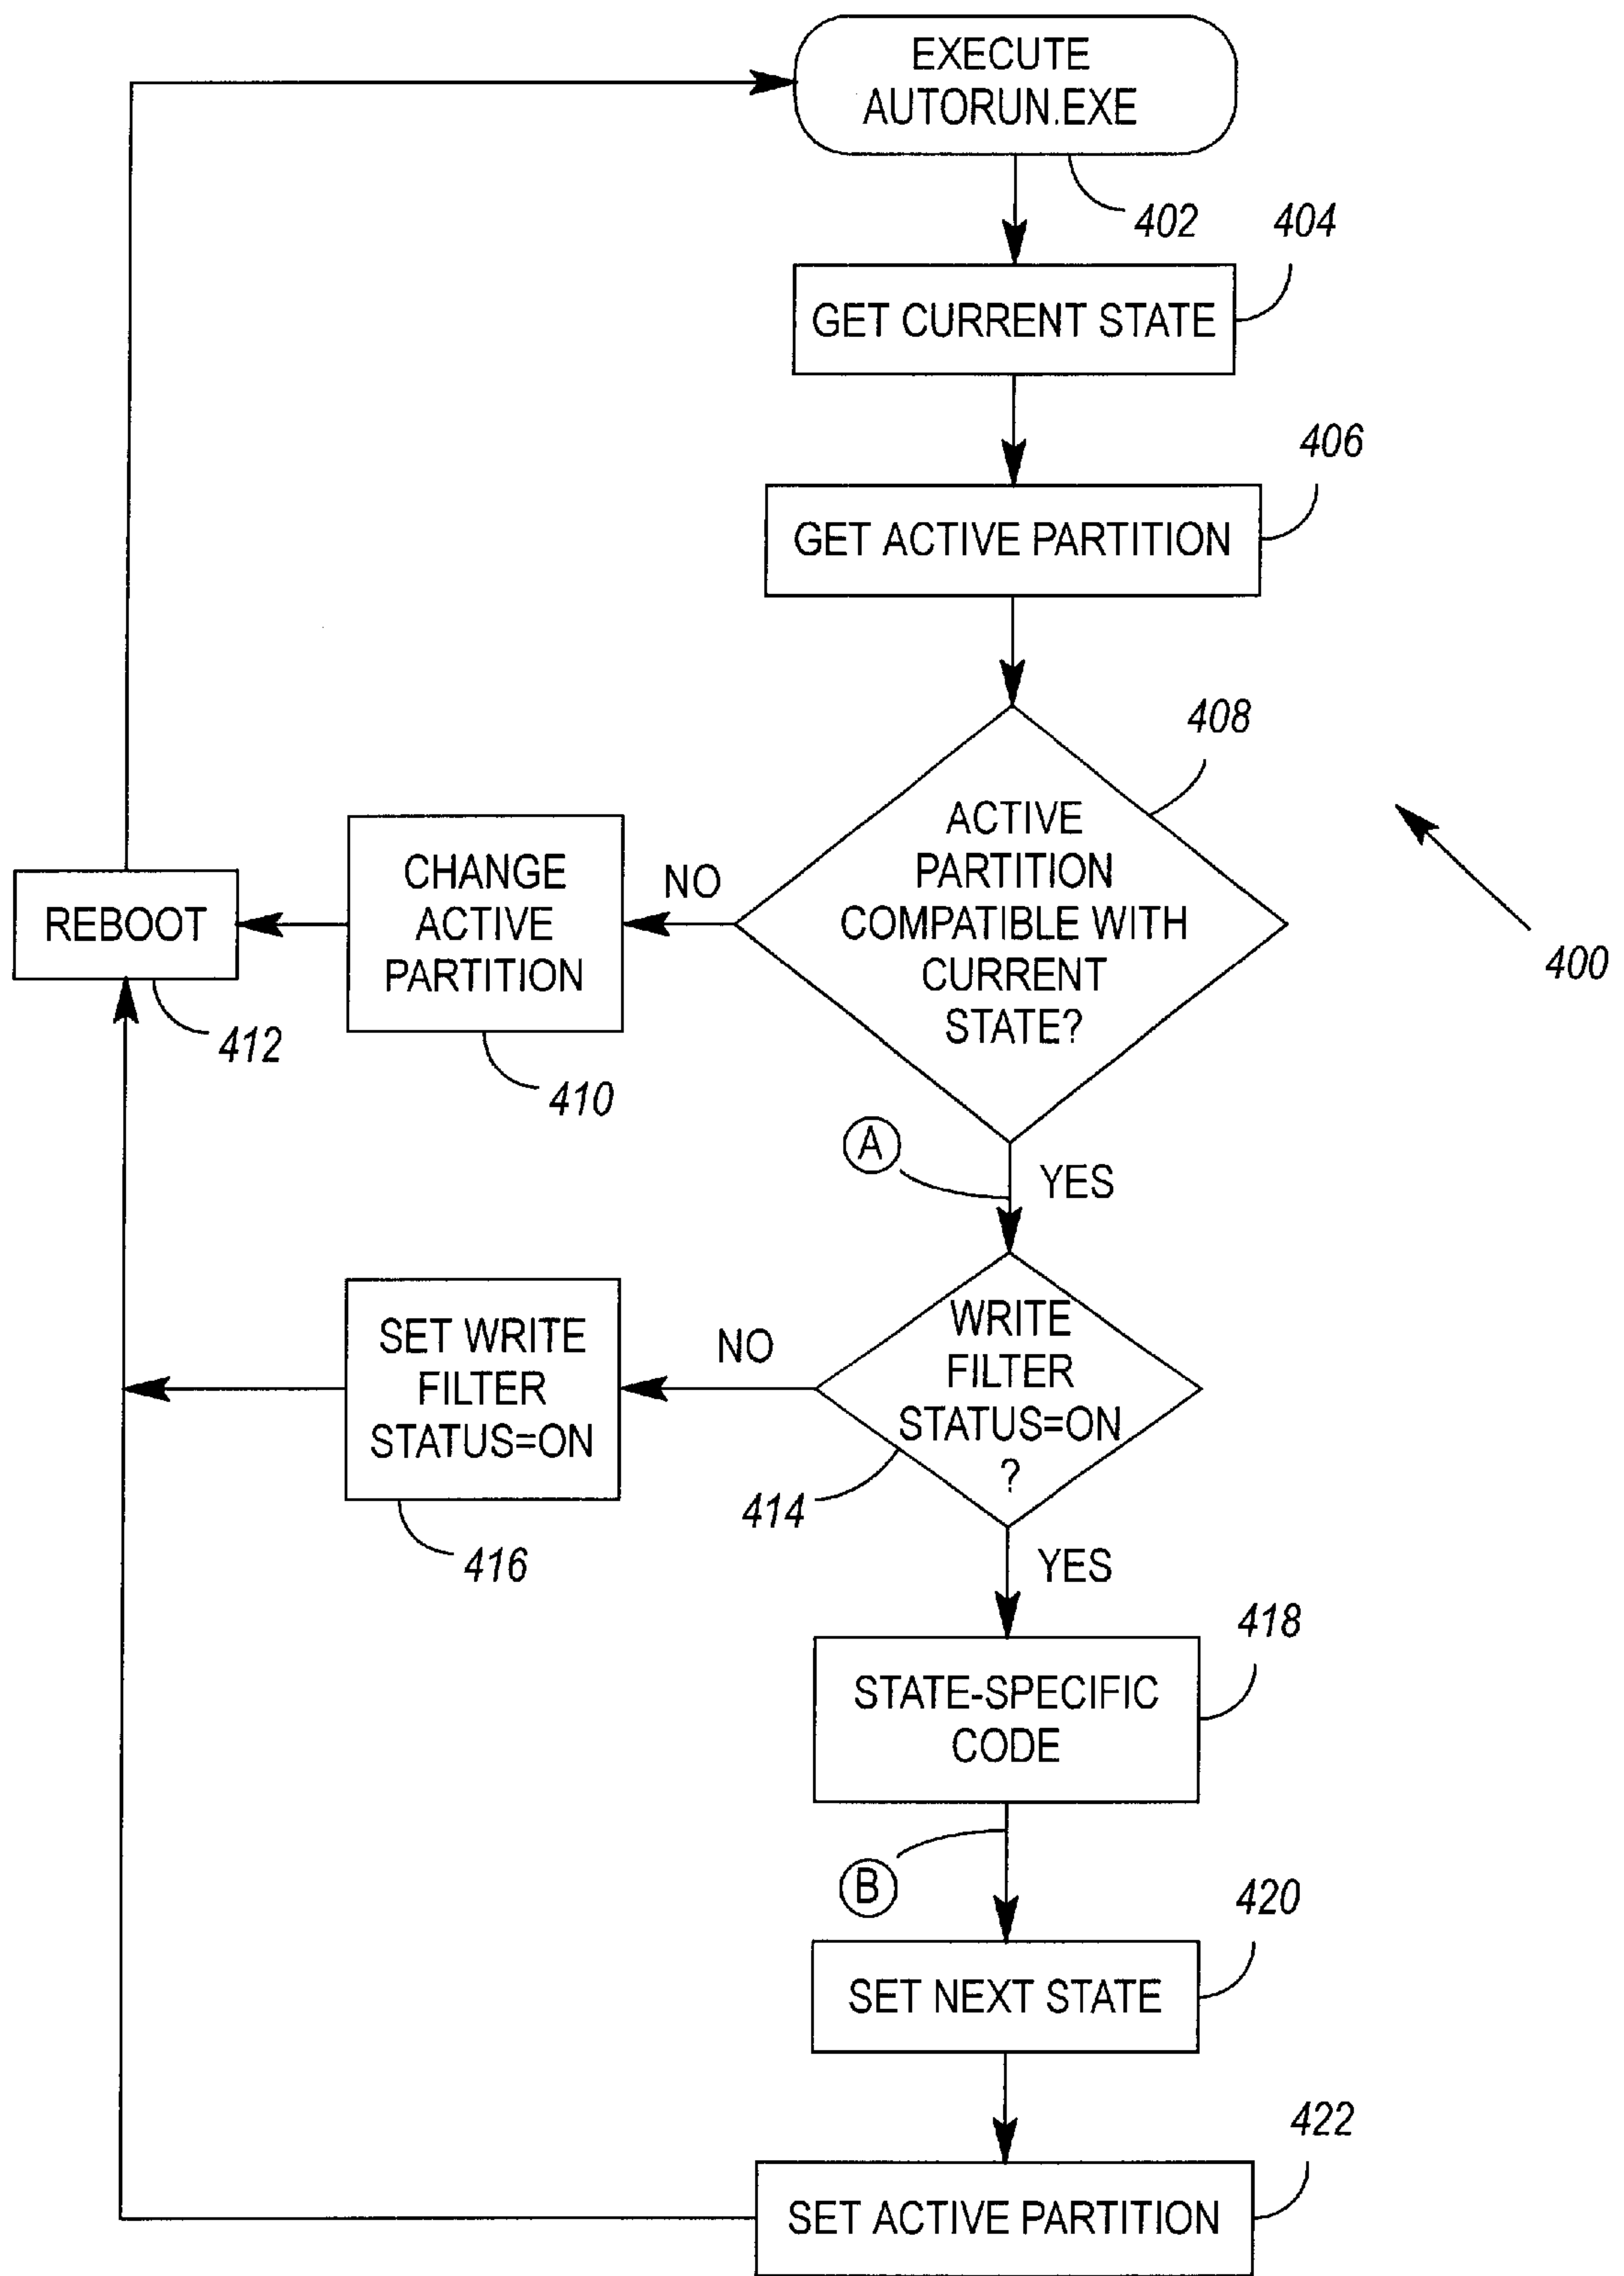 EXECUTE
AUTORUN.EXE
402
404
GET CURRENT STATE
406
GET ACTIVE PARTITION
408
ACTIVE
PARTITION
COMPATIBLE WITH
CURRENT
STATE?
400
NO
CHANGE
ACTIVE
PARTITION
410
REBOOT
412
A
YES
WRITE
FILTER
STATUS=ON
?
414
NO
SET WRITE
FILTER
STATUS=ON
416
YES
418
STATE-SPECIFIC
CODE
B
420
SET NEXT STATE
422
SET ACTIVE PARTITION